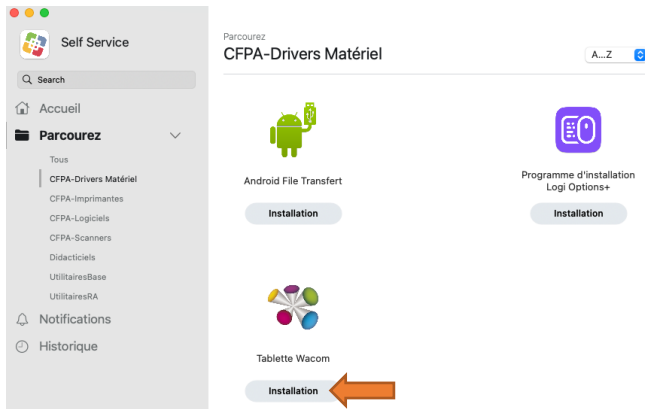 Self Service
Search
Accueil
Parcourez
Tous
CFPA-Drivers Matériel
CFPA-Imprimantes
CFPA-Logiciels
CFPA-Scanners
Didacticiels
UtilitairesBase
UtilitairesRA
Notifications
Historique
Parcourez
CFPA-Drivers Matériel
A...Z
Android File Transfert
Installation
Programme d'installation
Logi Options+
Installation
Tablette Wacom
Installation